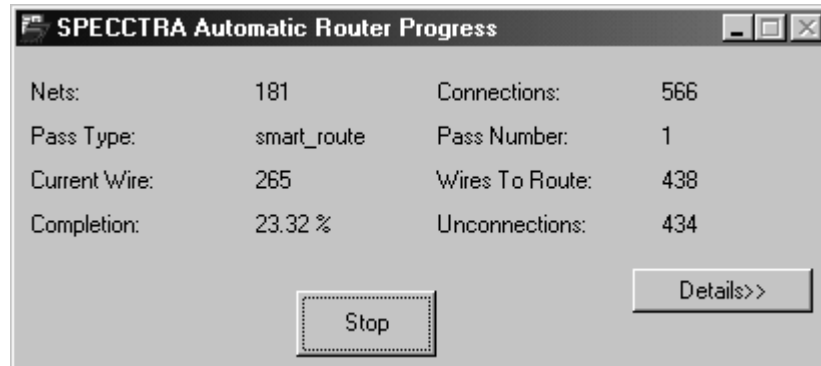 SPECCTRA Automatic Router Progress
Nets: 181 Connections: 566
Pass Type: smart_route Pass Number: 1
Current Wire: 265 Wires To Route: 438
Completion: 23.32 % Unconnections: 434
Details>>
Stop